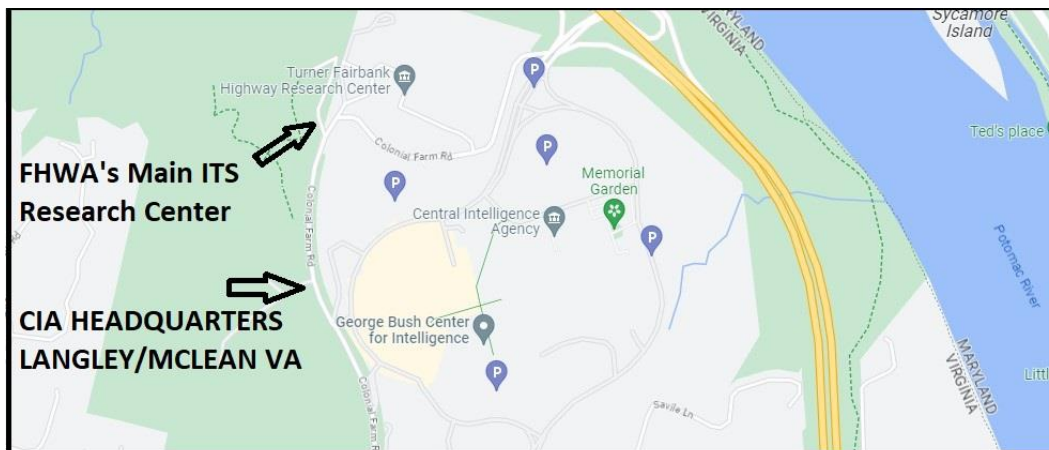 Sycamore
Island
MARYLAND
VIRGINIA
P
Turner Fairbank
Highway Research Center
P
Ted's place
FHWA's Main ITS
Research Center
Colonial Farm Rd
P
P
Memorial
Garden
Colonial Farm Rd
Central Intelligence
Agency
P
Potomac River
CIA HEADQUARTERS
LANGLEY/MCLEAN VA
George Bush Center
for Intelligence
P
MARYLAND
VIRGINIA
Savile Ln
Colonial Farm R
Littl